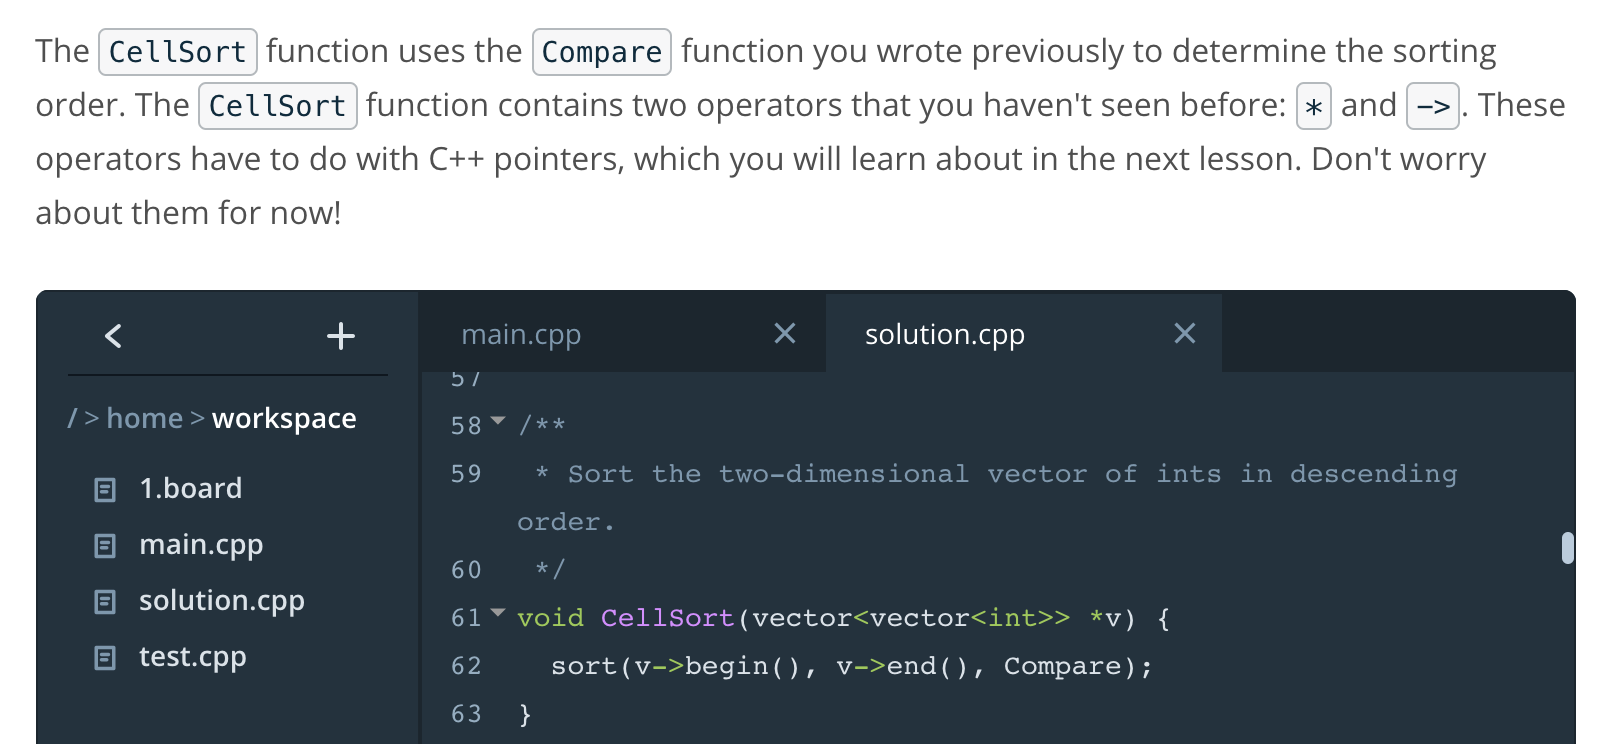 The CellSort function uses the Compare function you wrote previously to determine the sorting
order. The CellSort function contains two operators that you haven't seen before: * and ->. These
operators have to do with C++ pointers, which you will learn about in the next lesson. Don't worry
about them for now!
main.cpp
solution.cpp
/ > home > workspace
1.board
main.cpp
solution.cpp
test.cpp
57
58 /**
59  * Sort the two-dimensional vector of ints in descending
order.
60  */
61 void CellSort(vector<vector<int>> *v) {
62   sort(v->begin(), v->end(), Compare);
63 }